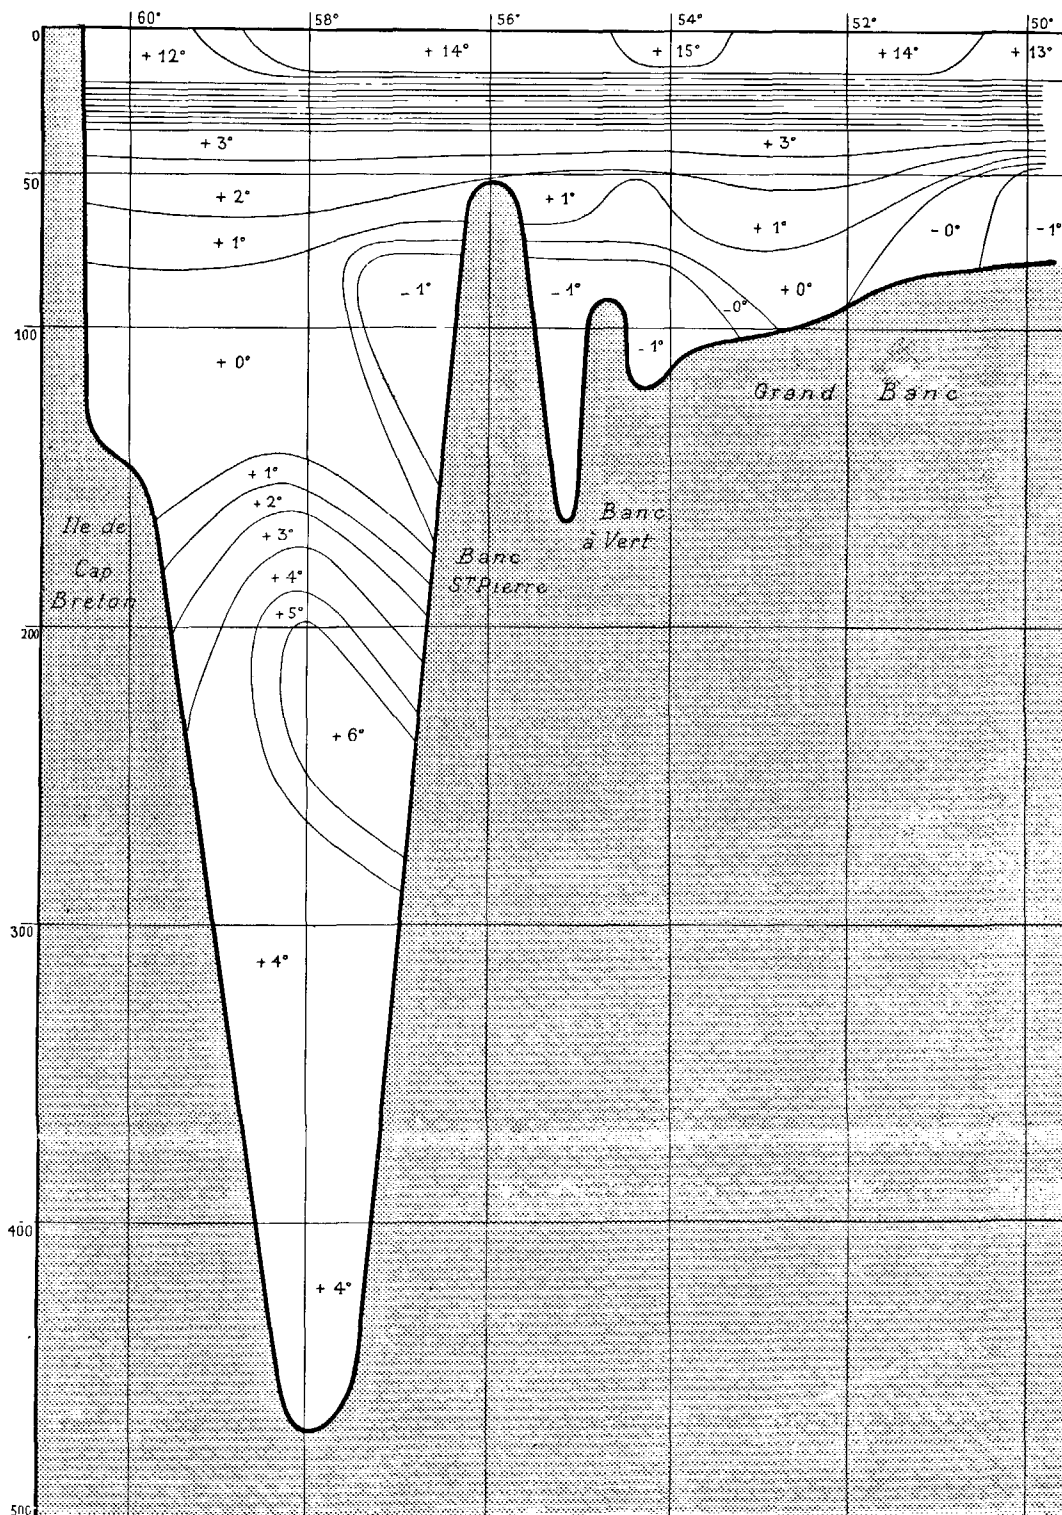 60° 58° 56° 54° 52° 50°
0
+ 12° + 14° + 15° + 14° + 13°
+ 3° + 3°
50
+ 2° + 1°
+ 1° + 1° - 0° - 1°
- 1° - 1° - 0° + 0°
100
+ 0° - 1°
Grand Banc
+ 1°
+ 2°
Ile de
Cap
Breton
+ 3°
+ 4°
+ 5°
Banc
à Vert
Banc
ST Pierre
200
+ 6°
300
+ 4°
400
+ 4°
500